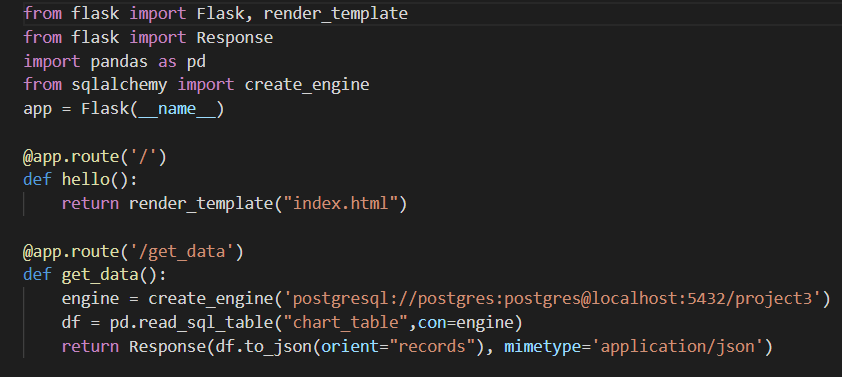 from flask import Flask, render_template
from flask import Response
import pandas as pd
from sqlalchemy import create_engine
app = Flask(__name__)

@app.route('/')
def hello():
    return render_template("index.html")

@app.route('/get_data')
def get_data():
    engine = create_engine('postgresql://postgres:postgres@localhost:5432/project3')
    df = pd.read_sql_table("chart_table",con=engine)
    return Response(df.to_json(orient="records"), mimetype='application/json')